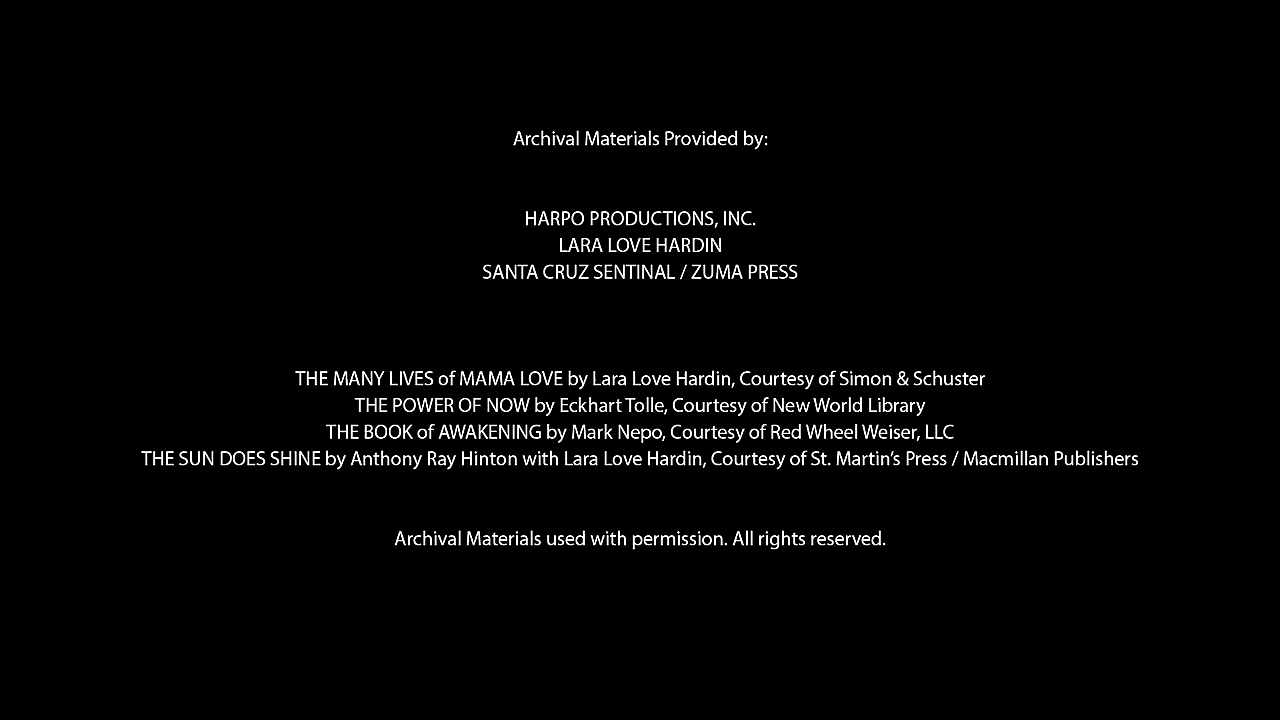 Archival Materials Provided by:
HARPO PRODUCTIONS, INC.
LARA LOVE HARDIN
SANTA CRUZ SENTINAL / ZUMA PRESS
THE MANY LIVES of MAMA LOVE by Lara Love Hardin, Courtesy of Simon & Schuster
THE POWER OF NOW by Eckhart Tolle, Courtesy of New World Library
THE BOOK of AWAKENING by Mark Nepo, Courtesy of Red Wheel Weiser, LLC
THE SUN DOES SHINE by Anthony Ray Hinton with Lara Love Hardin, Courtesy of St. Martin’s Press / Macmillan Publishers
Archival Materials used with permission. All rights reserved.